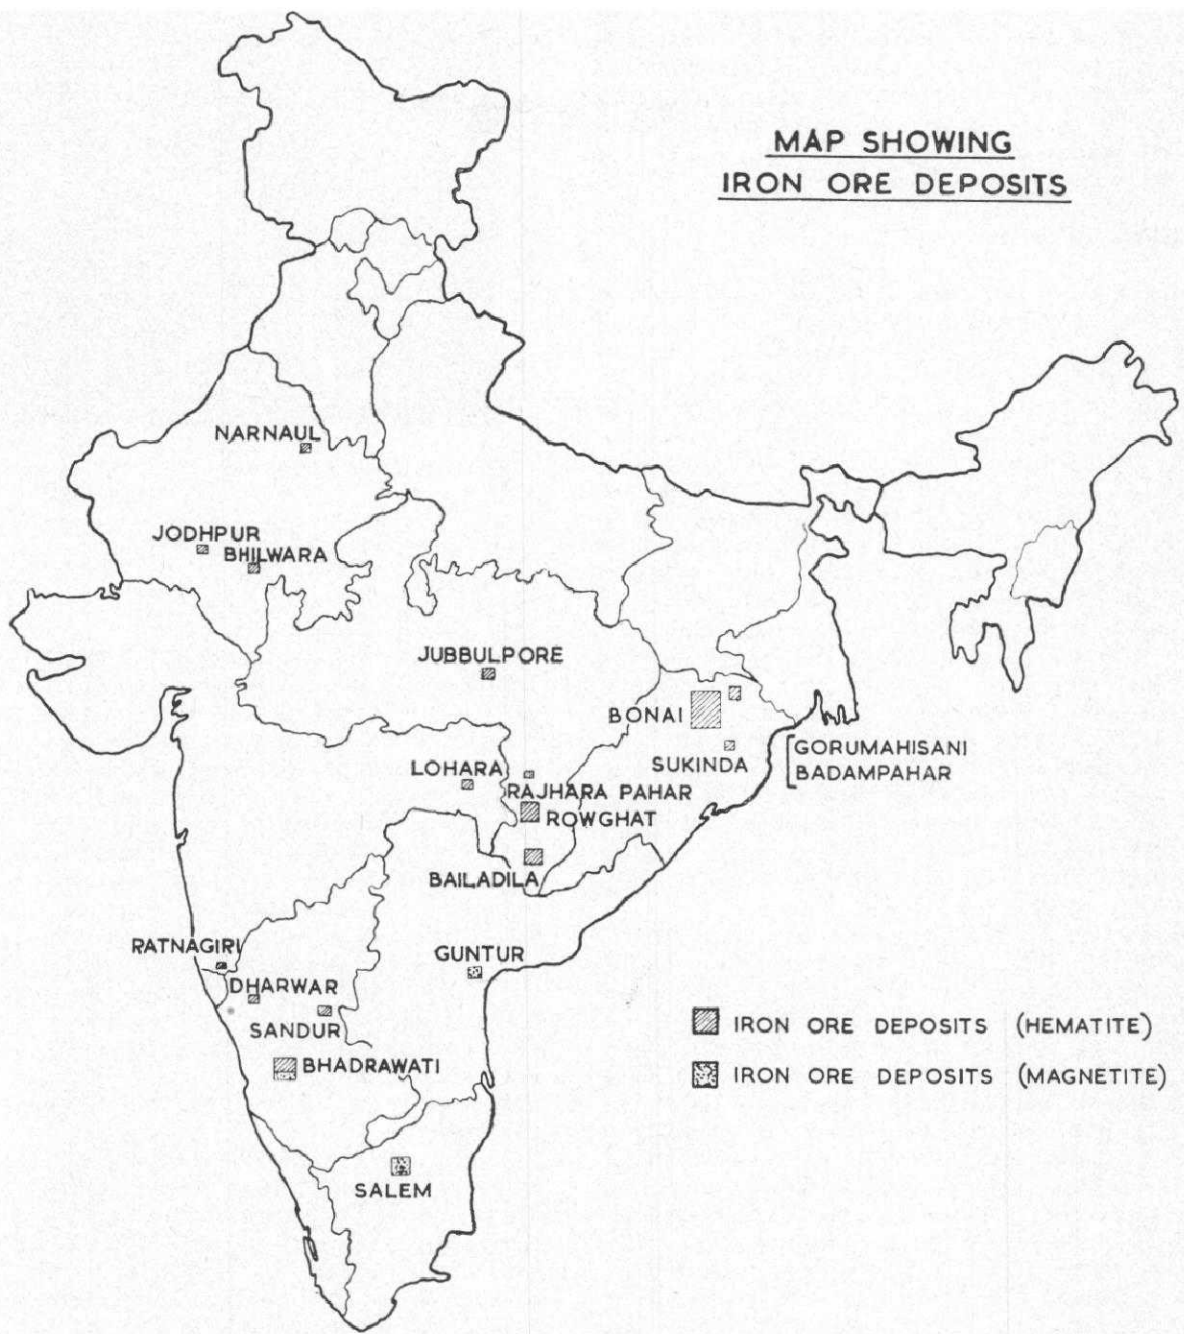 MAP SHOWING
IRON ORE DEPOSITS
NARNAUL
JODHPUR
BHILWARA
JUBBULPORE
BONAI
SUKINDA
GORUMAHISANI
BADAMPAHAR
LOHARA
RAJHARA PAHAR
ROWGHAT
BAILADILA
RATNAGIRI
GUNTUR
DHARWAR
SANDUR
BHADRAWATI
SALEM
IRON ORE DEPOSITS (HEMATITE)
IRON ORE DEPOSITS (MAGNETITE)